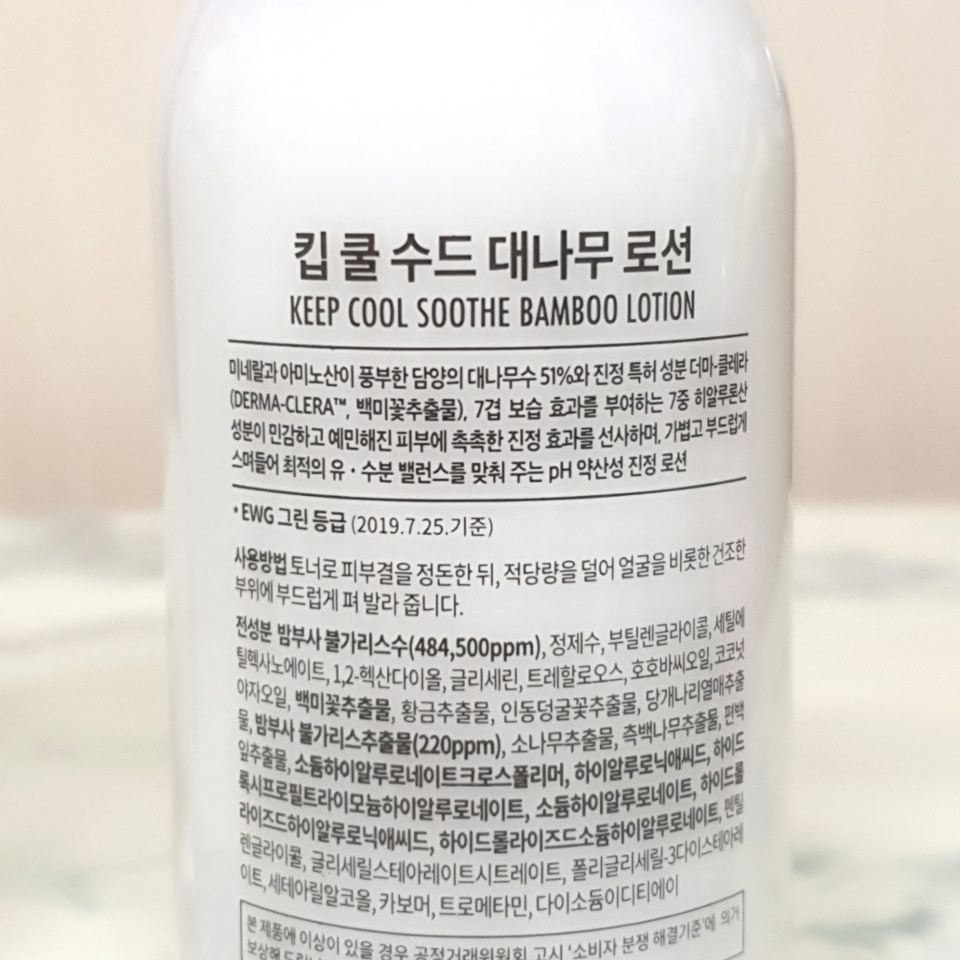 킵 쿨 수드 대나무 로션
KEEP COOL SOOTHE BAMBOO LOTION
미네랄과 아미노산이 풍부한 담양의 대나무수 51%와 진정 특허 성분 더마-클레라
(DERMA-CLERA™, 백미꽃추출물), 7겹 보습 효과를 부여하는 7중 히알루론산
성분이 민감하고 예민해진 피부에 촉촉한 진정 효과를 선사하며, 가볍고 부드럽게
스며들어 최적의 유・수분 밸런스를 맞춰 주는 pH 약산성 진정 로션
* EWG 그린 등급 (2019.7.25.기준)
사용방법 토너로 피부결을 정돈한 뒤, 적당량을 덜어 얼굴을 비롯한 건조한
부위에 부드럽게 펴 발라 줍니다.
전성분 밤부사 불가리스수(484,500ppm), 정제수, 부틸렌글라이콜, 세틸에
틸헥사노에이트, 1,2-헥산다이올, 글리세린, 트레할로오스, 호호바씨오일, 코코넛
야자오일, 백미꽃추출물, 황금추출물, 인동덩굴꽃추출물, 당개나리열매추출
물, 밤부사 불가리스추출물(220ppm), 소나무추출물, 측백나무추출물, 편백
잎추출물, 소듐하이알루로네이트크로스폴리머, 하이알루로닉애씨드, 하이드
록시프로필트라이모늄하이알루로네이트, 소듐하이알루로네이트, 하이드롤
라이즈드하이알루로닉애씨드, 하이드롤라이즈드소듐하이알루로네이트, 펜틸
렌글라이콜, 글리세릴스테아레이트시트레이트, 폴리글리세릴-3다이스테아레
이트, 세테아릴알코올, 카보머, 트로메타민, 다이소듐이디티에이
본 제품에 이상이 있을 경우 공정거래위원회 고시 '소비자 분쟁 해결기준'에 의거